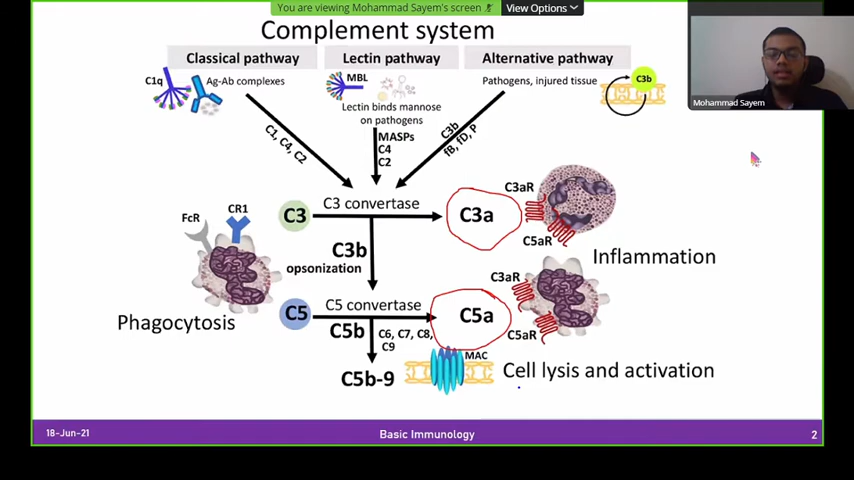 You are viewing Mohammad Sayem's screen
View Options
Complement system
Classical pathway
Lectin pathway
Alternative pathway
C1q
Ag-Ab complexes
MBL
Lectin binds mannose
on pathogens
Pathogens, injured tissue
C3b
Mohammad Sayem
C1, C4, C2
MASPs
C4
C2
C3b
fB, fD, P
C3
C3 convertase
C3a
C3aR
C5aR
Inflammation
FcR
CR1
C3b
opsonization
Phagocytosis
C5
C5 convertase
C5a
C3aR
C5aR
C5b
C6, C7, C8,
C9
MAC
C5b-9
Cell lysis and activation
18-Jun-21
Basic Immunology
2